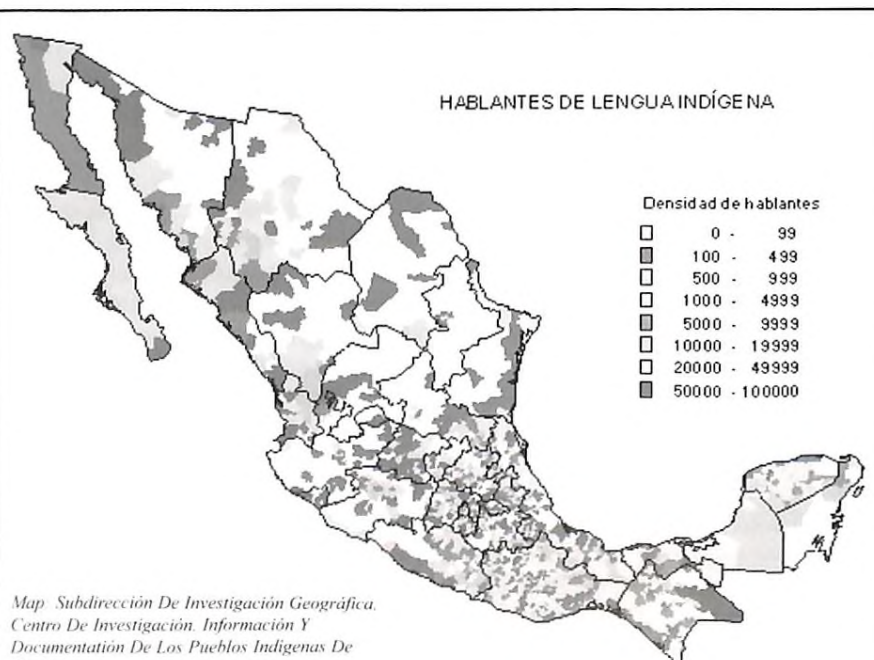 HABLANTES DE LENGUA INDÍGENA
Densidad de hablantes
0 - 99
100 - 499
500 - 999
1000 - 4999
5000 - 9999
10000 - 19999
20000 - 49999
50000 - 100000
Map: Subdirección De Investigación Geográfica,
Centro De Investigación, Información Y
Documentatión De Los Pueblos Indígenas De